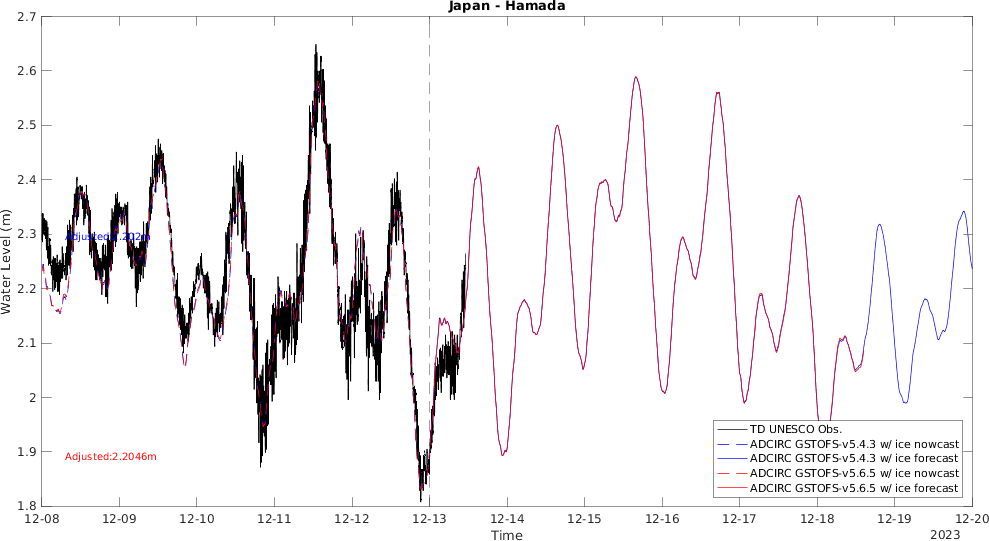 Japan - Hamada
Water Level (m)
2.7
2.6
2.5
2.4
2.3
2.2
2.1
2
1.9
1.8
Adjusted:2.202m
Adjusted:2.2046m
TD UNESCO Obs.
ADCIRC GSTOFS-v5.4.3 w/ ice nowcast
ADCIRC GSTOFS-v5.4.3 w/ ice forecast
ADCIRC GSTOFS-v5.6.5 w/ ice nowcast
ADCIRC GSTOFS-v5.6.5 w/ ice forecast
12-08 12-09 12-10 12-11 12-12 12-13 12-14 12-15 12-16 12-17 12-18 12-19 12-20
Time
2023